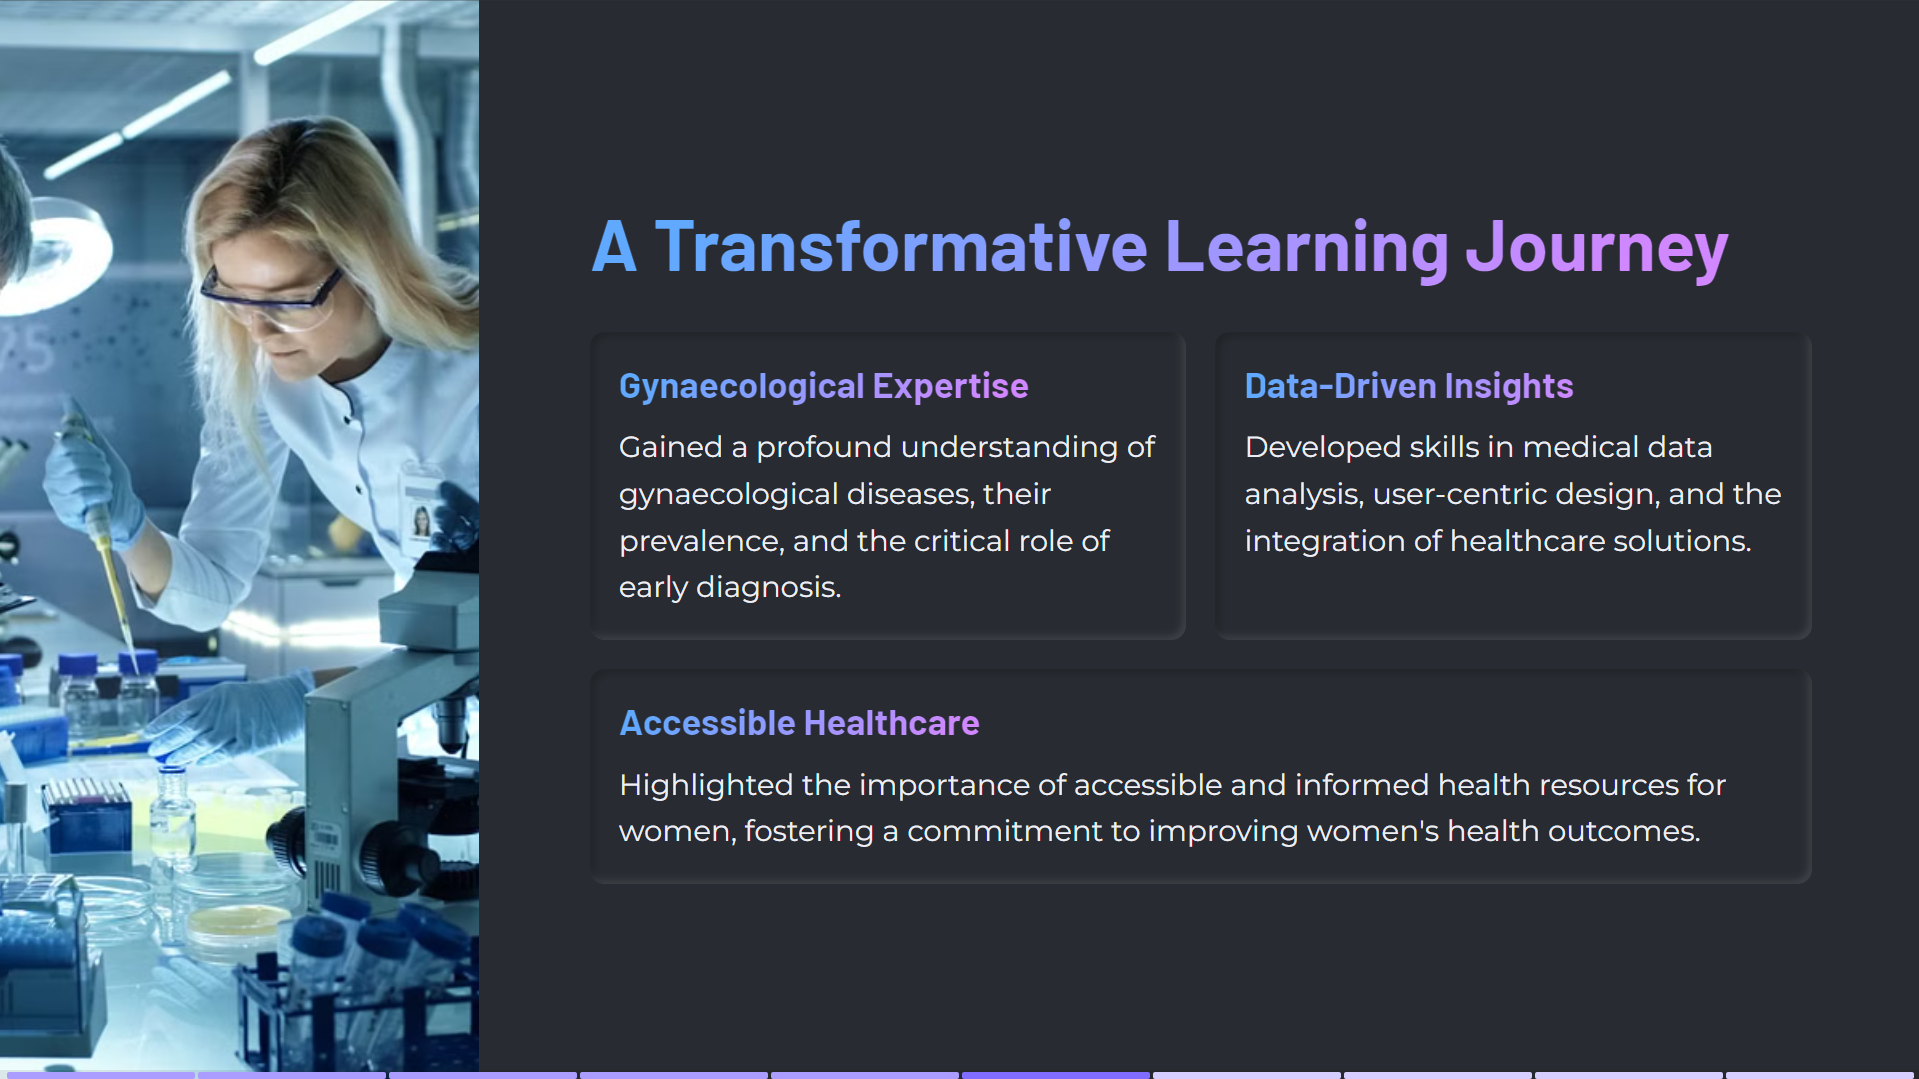 A Transformative Learning Journey
Gynaecological Expertise
Gained a profound understanding of
gynaecological diseases, their
prevalence, and the critical role of
early diagnosis.
Data-Driven Insights
Developed skills in medical data
analysis, user-centric design, and the
integration of healthcare solutions.
Accessible Healthcare
Highlighted the importance of accessible and informed health resources for
women, fostering a commitment to improving women's health outcomes.
75